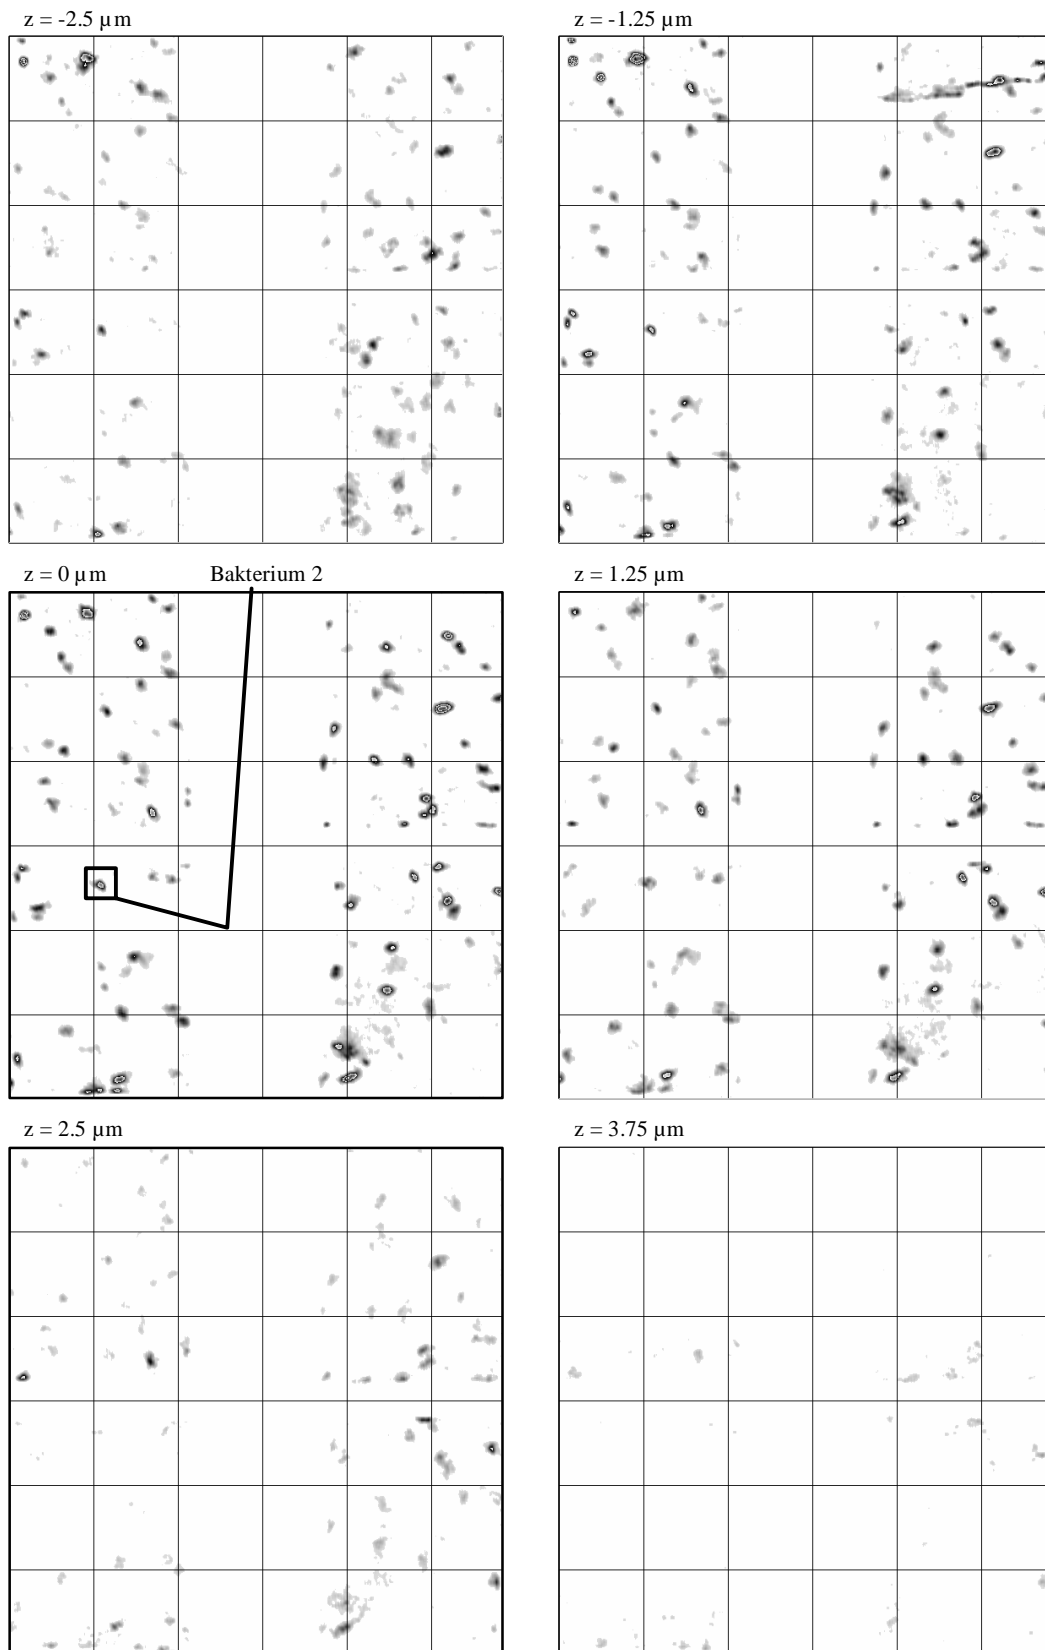 z = -2.5 µm
z = -1.25 µm
z = 0 µm
Bakterium 2
z = 1.25 µm
z = 2.5 µm
z = 3.75 µm